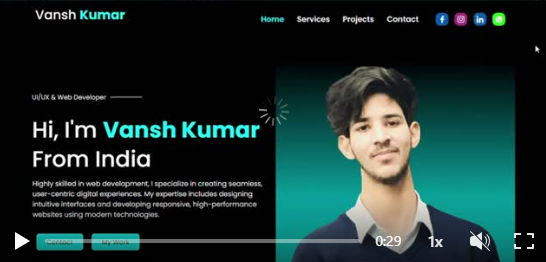 Vansh Kumar
Home Services Projects Contact
UI/UX & Web Developer
Hi, I'm Vansh Kumar
From India
Highly skilled in web development, I specialize in creating seamless,
user-centric digital experiences. My expertise includes designing
intuitive interfaces and developing responsive, high-performance
websites using modern technologies.
Contact My Work
0:29 1x